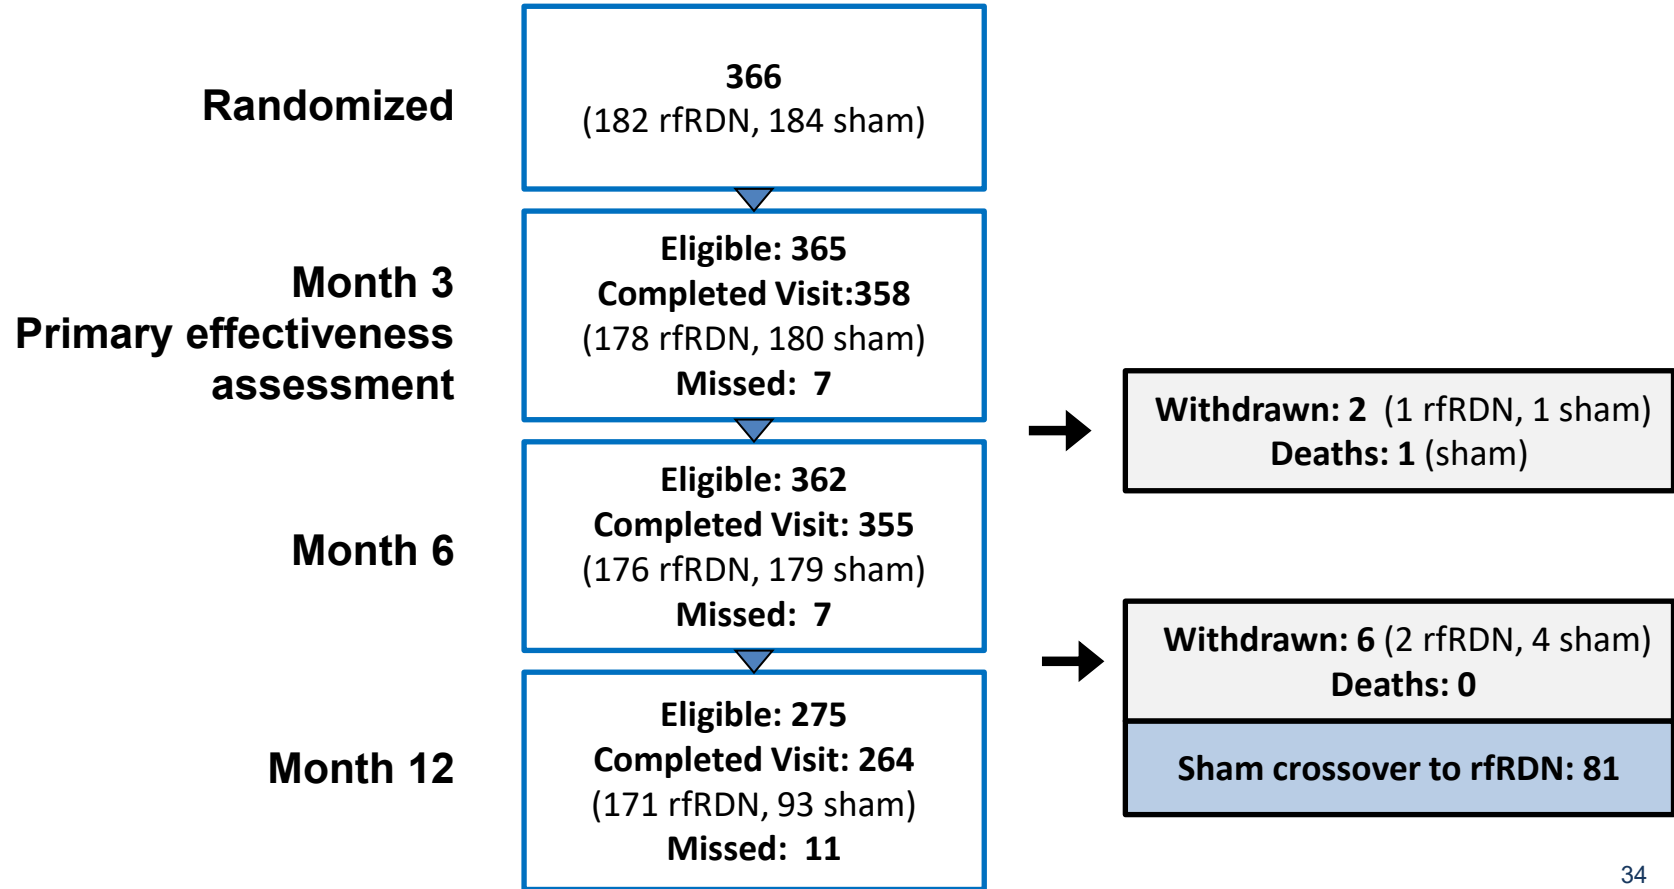 Randomized
366
(182 rfRDN, 184 sham)
Month 3
Primary effectiveness
assessment
Eligible: 365
Completed Visit:358
(178 rfRDN, 180 sham)
Missed:  7
Withdrawn: 2  (1 rfRDN, 1 sham)
Deaths: 1 (sham)
Month 6
Eligible: 362
Completed Visit: 355
(176 rfRDN, 179 sham)
Missed:  7
Withdrawn: 6 (2 rfRDN, 4 sham)
Deaths: 0
Sham crossover to rfRDN: 81
Month 12
Eligible: 275
Completed Visit: 264
(171 rfRDN, 93 sham)
Missed:  11
34